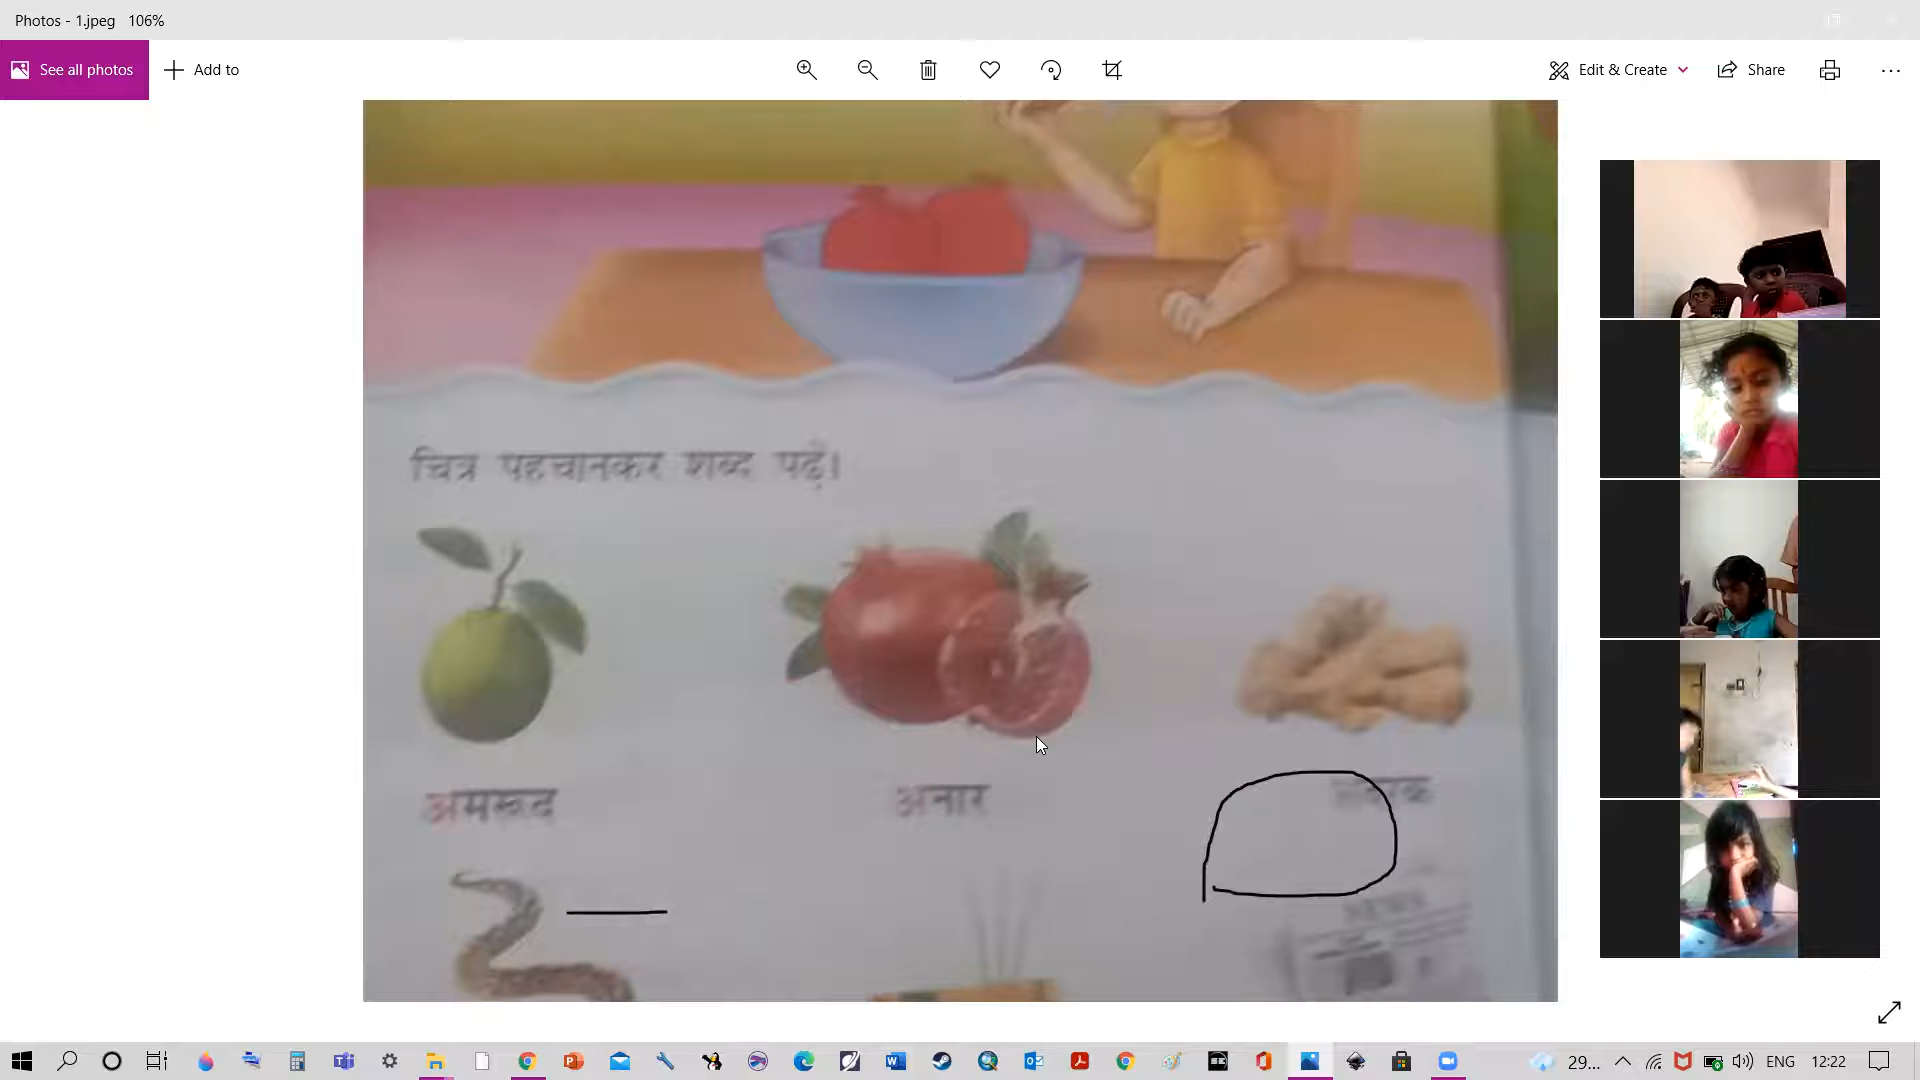 Photos - 1.jpeg 106%
See all photos
Add to
Edit & Create
Share
चित्र पहचानकर शब्द पढ़ें।
अमरूद अनार
NEWS
29... ENG 12:22